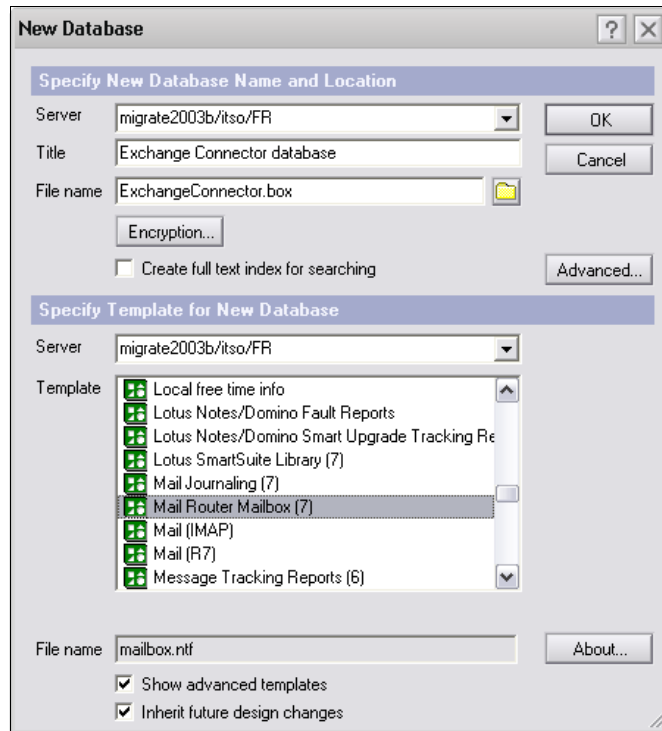 New Database
?
Specify New Database Name and Location
Server migrate2003b/itso/FR OK
Title Exchange Connector database Cancel
File name ExchangeConnector.box
Encryption...
Create full text index for searching Advanced...
Specify Template for New Database
Server migrate2003b/itso/FR
Template Local free time info
Lotus Notes/Domino Fault Reports
Lotus Notes/Domino Smart Upgrade Tracking Re
Lotus SmartSuite Library (7)
Mail Journaling (7)
Mail Router Mailbox (7)
Mail (IMAP)
Mail (R7)
Message Tracking Reports (6)
File name mailbox.ntf About...
Show advanced templates
Inherit future design changes